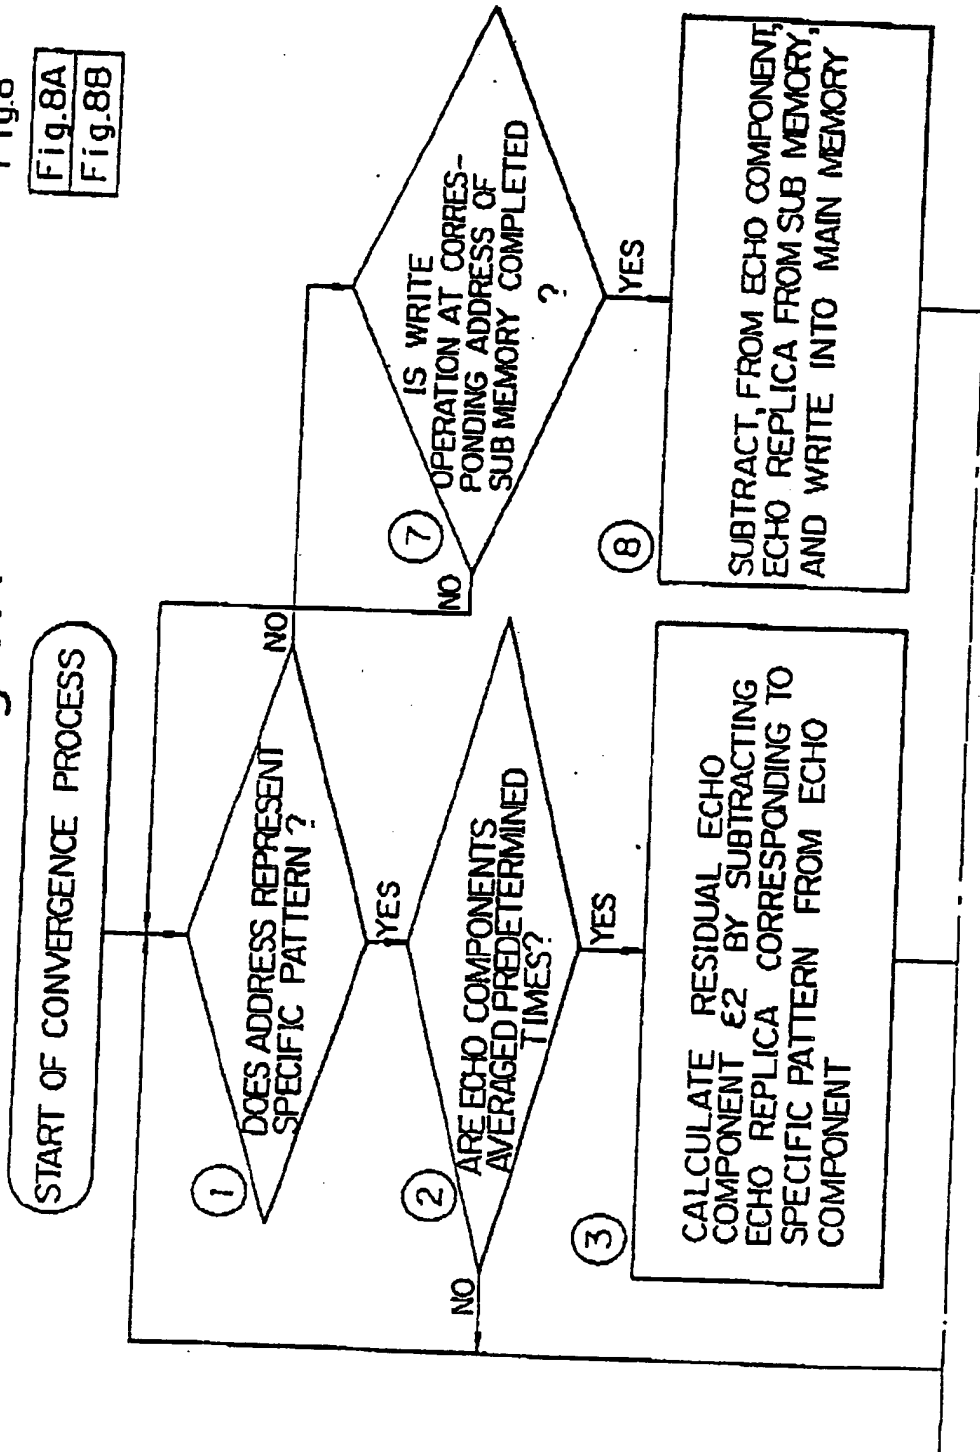 Fig.8
Fig.8A
Fig.8B
START OF CONVERGENCE PROCESS
1
DOES ADDRESS REPRESENT
SPECIFIC PATTERN ?
NO
YES
2
ARE ECHO COMPONENTS
AVERAGED PREDETERMINED
TIMES?
NO
YES
3
CALCULATE RESIDUAL ECHO
COMPONENT ε2 BY SUBTRACTING
ECHO REPLICA CORRESPONDING TO
SPECIFIC PATTERN FROM ECHO
COMPONENT
7
IS WRITE
OPERATION AT CORRES-
PONDING ADDRESS OF
SUB MEMORY COMPLETED
?
NO
YES
8
SUBTRACT, FROM ECHO COMPONENT,
ECHO REPLICA FROM SUB MEMORY,
AND WRITE INTO MAIN MEMORY